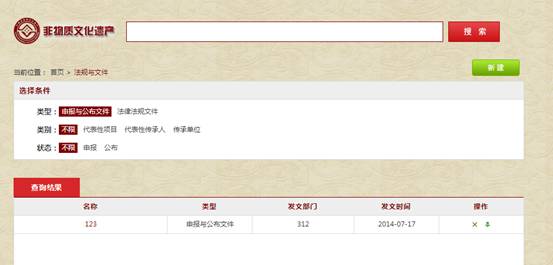 非物质文化遗产 搜 索
当前位置： 首页 > 法规与文件 新 建
选择条件
类型： 申报与公布文件 法律法规文件
类别： 不限 代表性项目 代表性传承人 传承单位
状态： 不限 申报 公布
查询结果
名称 类型 发文部门 发文时间 操作
123 申报与公布文件 312 2014-07-17